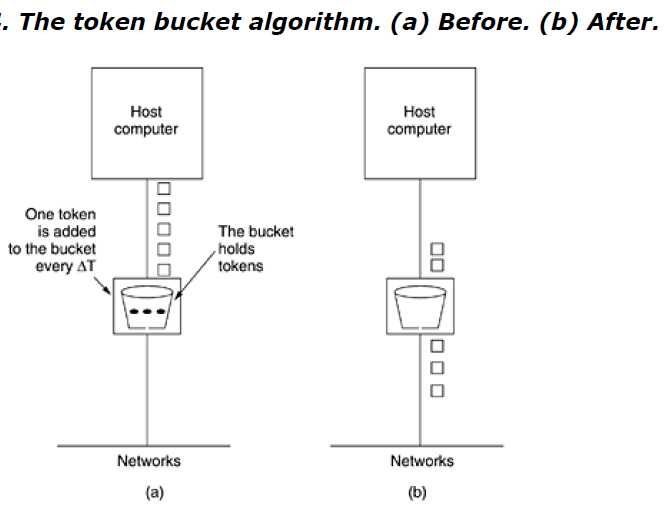 . The token bucket algorithm. (a) Before. (b) After.
Host
computer
Host
computer
One token
is added
to the bucket
every ΔT
The bucket
holds
tokens
Networks
Networks
(a)
(b)